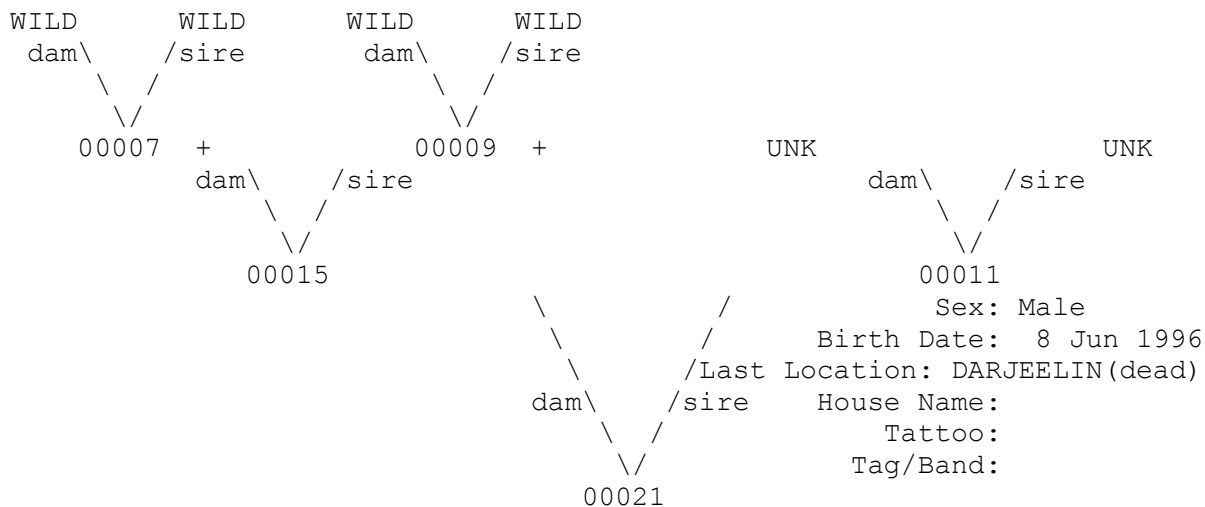 WILD WILD WILD WILD
dam\ /sire dam\ /sire
\ / \ /
\/ \/
00007 + 00009 + UNK UNK
dam\ /sire dam\ /sire
\ / \ /
\/ \/
00015 00011
\ / Sex: Male
\ / Birth Date: 8 Jun 1996
\ /Last Location: DARJEELIN(dead)
dam\ /sire House Name:
\ / Tattoo:
\/ Tag/Band:
00021